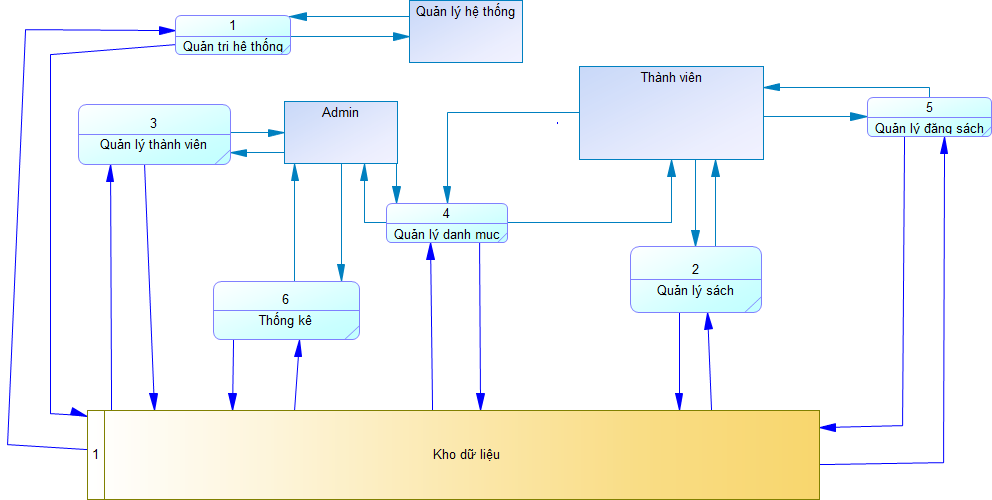 Quản lý hệ thống
1
Quản trị hệ thống
Thành viên
5
Quản lý đăng sách
Admin
3
Quản lý thành viên
4
Quản lý danh mục
2
Quản lý sách
6
Thống kê
1
Kho dữ liệu